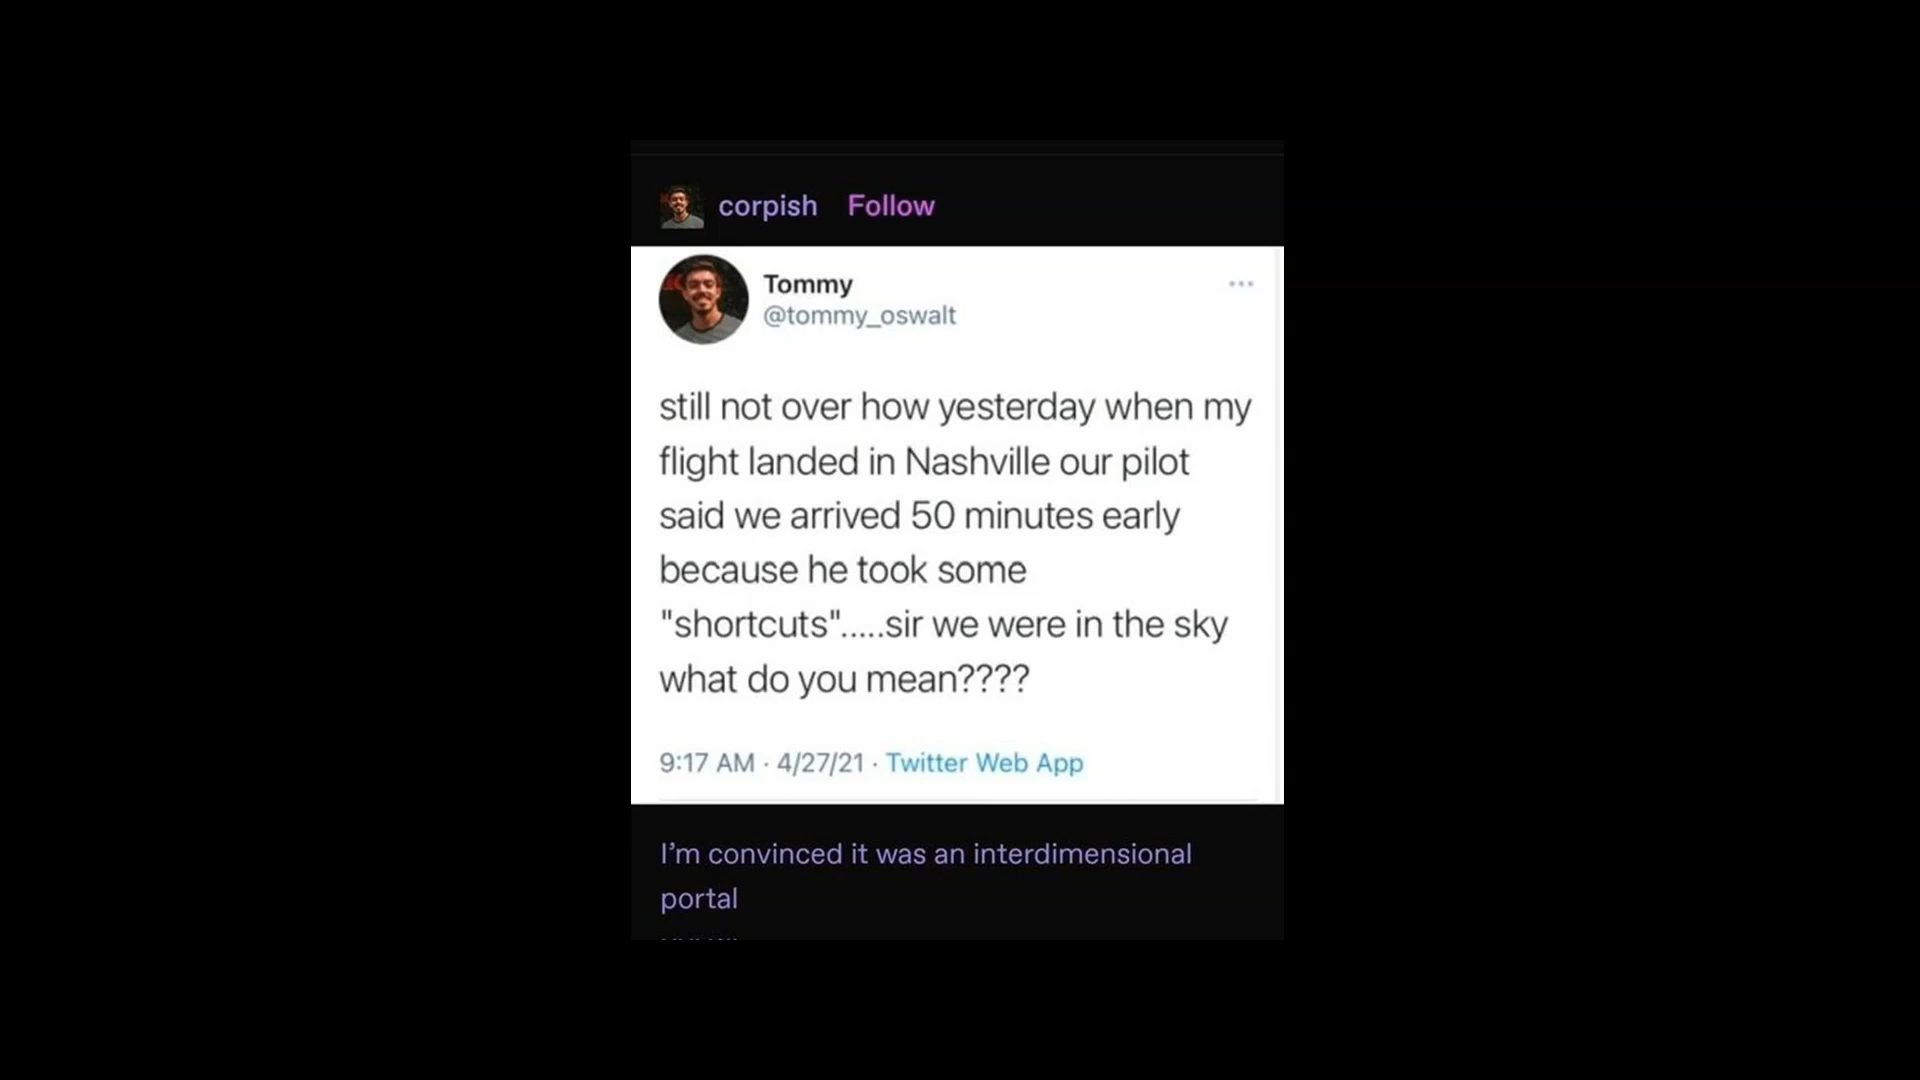 corpish Follow
Tommy
@tommy_oswalt
still not over how yesterday when my
flight landed in Nashville our pilot
said we arrived 50 minutes early
because he took some
"shortcuts".....sir we were in the sky
what do you mean????
9:17 AM · 4/27/21 · Twitter Web App
I’m convinced it was an interdimensional
portal